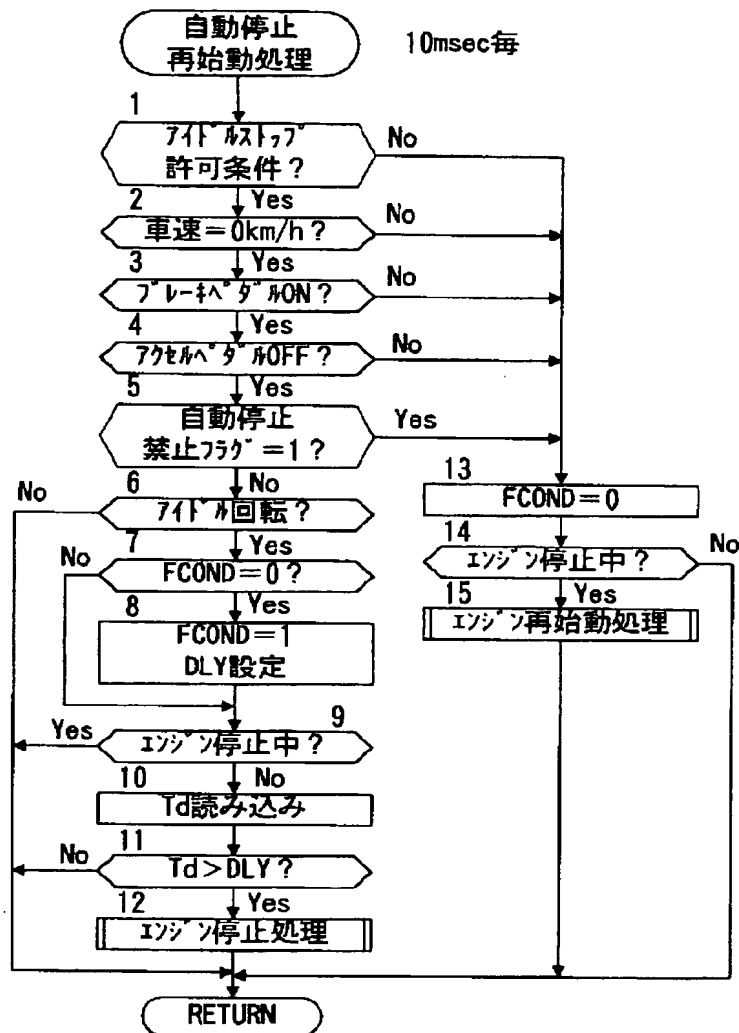 自動停止
再始動処理
10msec毎
1
アイドルストップ
許可条件？
No
Yes
2
車速＝0km/h？
No
Yes
3
ブレーキペダルON？
No
Yes
4
アクセルペダルOFF？
No
Yes
5
自動停止
禁止フラグ＝1？
Yes
No
6
アイドル回転？
No
Yes
7
FCOND＝0？
No
Yes
8
FCOND＝1
DLY設定
9
エンジン停止中？
Yes
No
10
Td読み込み
11
Td＞DLY？
No
Yes
12
エンジン停止処理
13
FCOND＝0
14
エンジン停止中？
No
Yes
15
エンジン再始動処理
RETURN